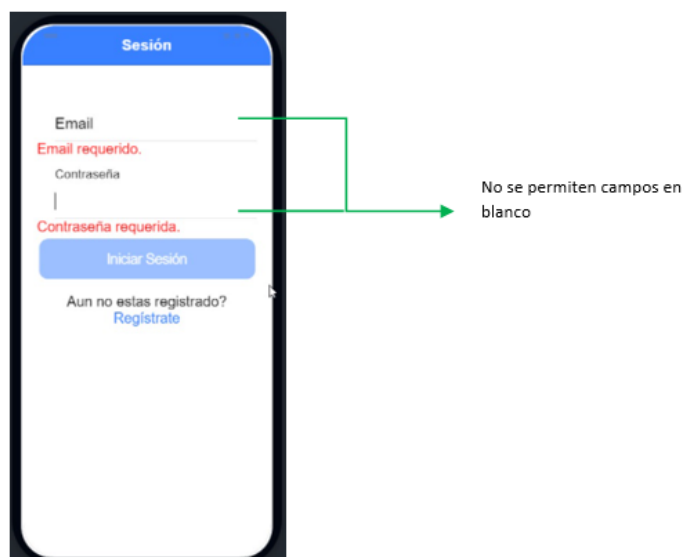 Sesión
Email
Email requerido.
Contraseña
Contraseña requerida.
Iniciar Sesión
Aun no estas registrado?
Regístrate
No se permiten campos en
blanco